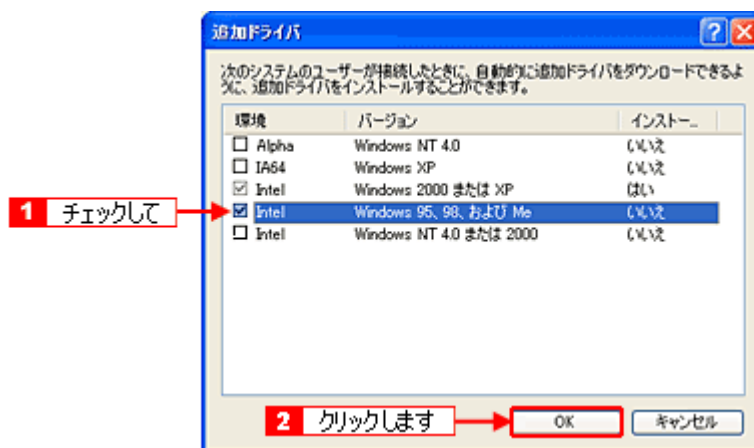 追加ドライバ
次のシステムのユーザーが接続したときに、自動的に追加ドライバをダウンロードできるよ
うに、追加ドライバをインストールすることができます。
環境 バージョン インストー...
Alpha Windows NT 4.0 いいえ
IA64 Windows XP いいえ
Intel Windows 2000 または XP はい
1 チェックして
Intel Windows 95、98、および Me いいえ
Intel Windows NT 4.0 または 2000 いいえ
2 クリックします
OK キャンセル